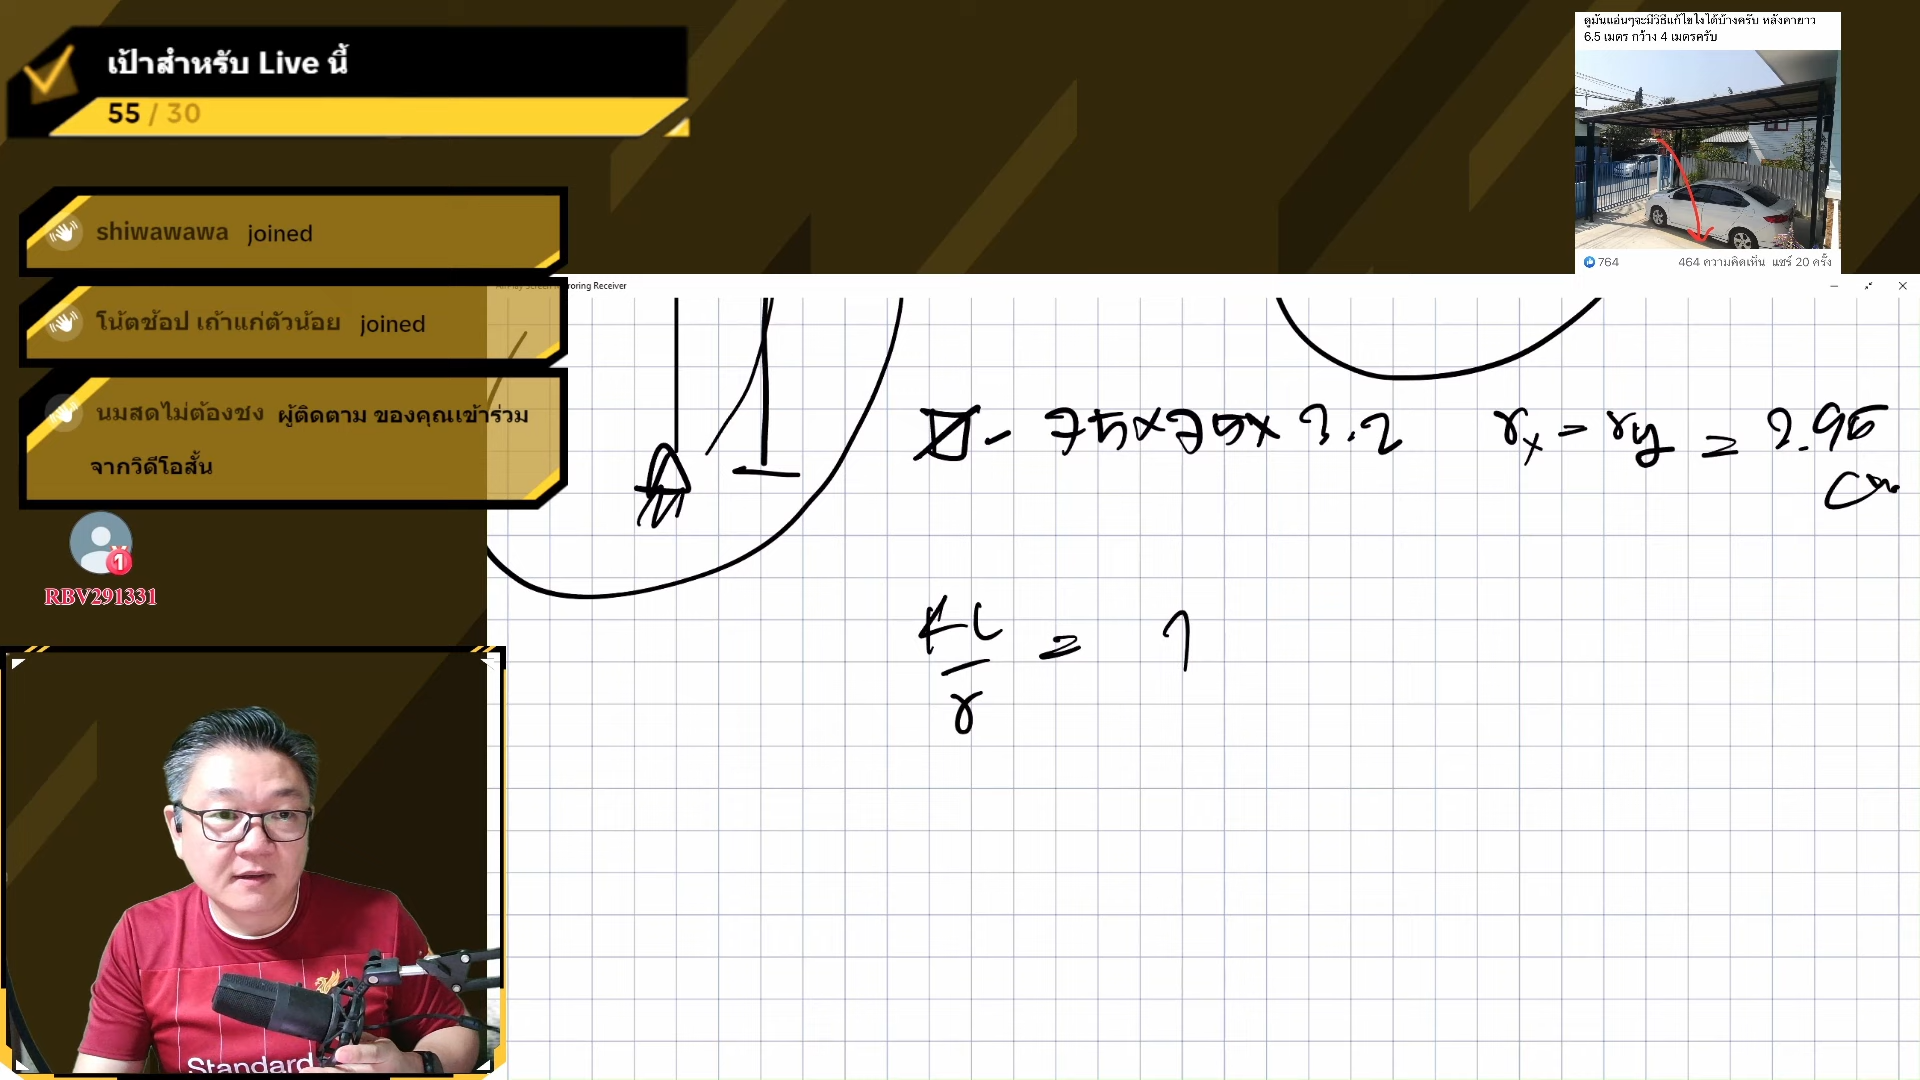 เป้าสำหรับ Live นี้
55 / 30
shiwawawa joined
โน้ตช้อป เถ้าแก่ตัวน้อย joined
นมสดไม่ต้องชง ผู้ติดตาม ของคุณเข้าร่วม
จากวิดีโอสั้น
1
RBV291331
Standard
ดูมันแอ่นๆจะมีวิธีแก้ไขใงได้บ้างครับ หลังคายาว
6.5 เมตร กว้าง 4 เมตรครับ
764 464 ความคิดเห็น แชร์ 20 ครั้ง
roring Receiver
- 75x75x3.2 rx = ry = 2.95
cm
KL
r
= 1